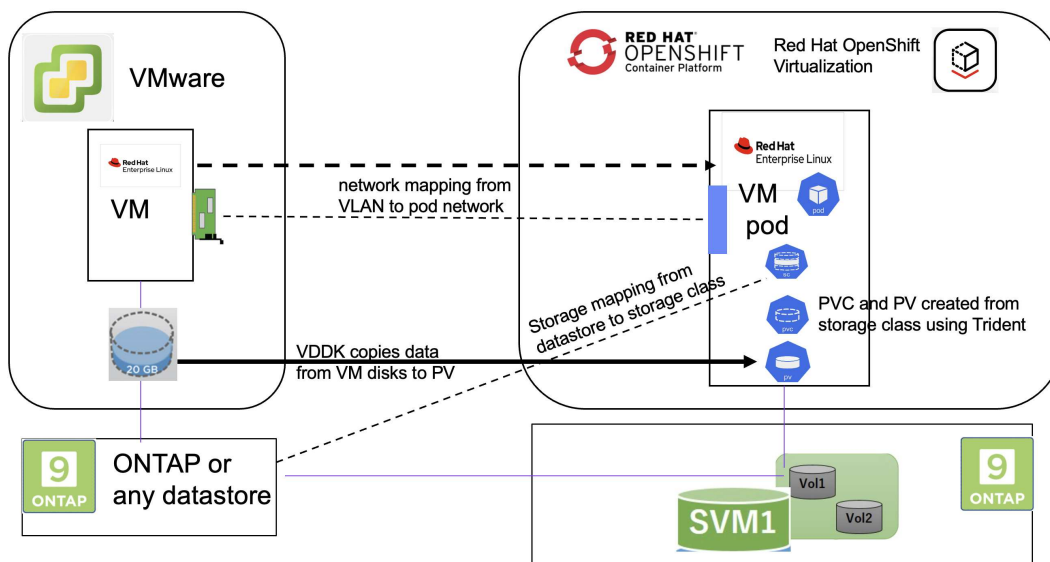 VMware
RED HAT®
OPENSHIFT
Container Platform
Red Hat OpenShift
Virtualization
Red Hat
Enterprise Linux
VM
network mapping from
VLAN to pod network
Red Hat
Enterprise Linux
VM
pod
pod
Storage mapping from
datastore to storage class
sc
pvc
PVC and PV created from
storage class using Trident
20 GB
VDDK copies data
from VM disks to PV
pv
9
ONTAP
ONTAP or
any datastore
SVM1
Vol1
Vol2
9
ONTAP